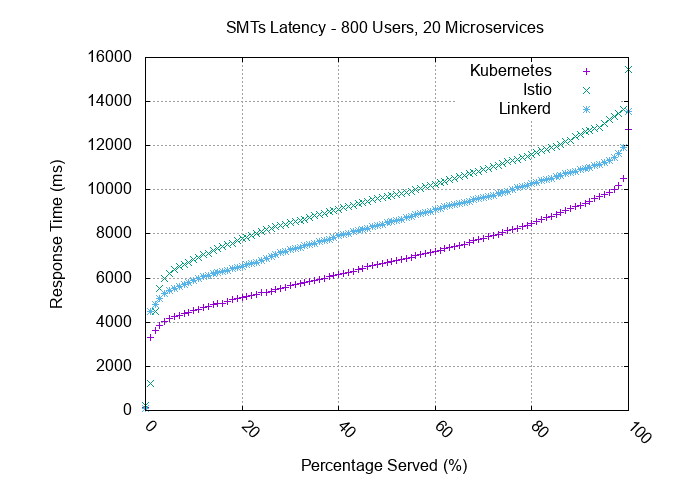 SMTs Latency - 800 Users, 20 Microservices
16000
14000
12000
10000
8000
6000
4000
2000
0
Response Time (ms)
Kubernetes
Istio
Linkerd
0
20
40
60
80
100
Percentage Served (%)